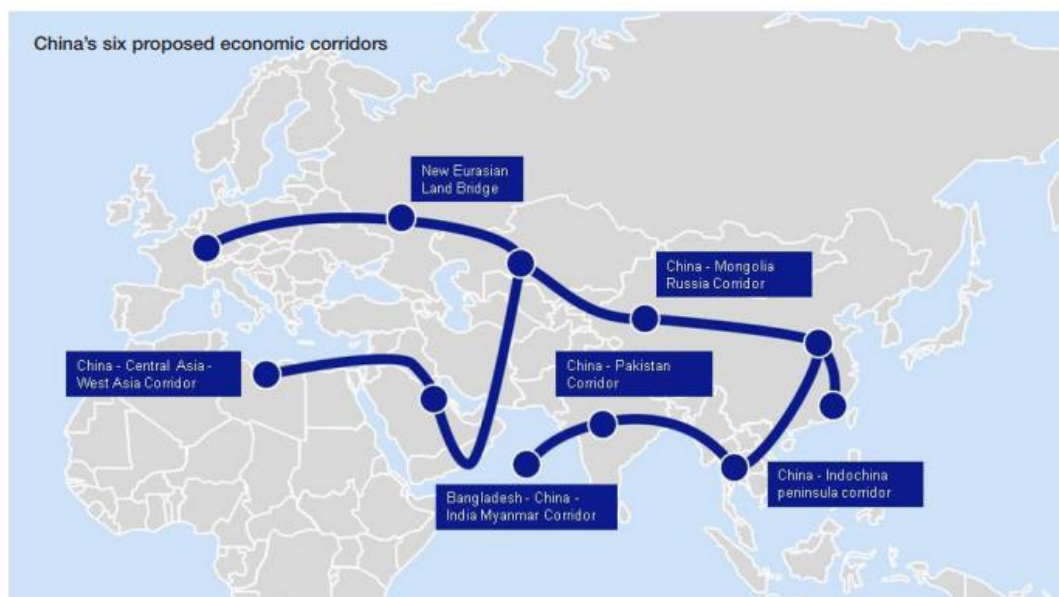 China's six proposed economic corridors
New Eurasian
Land Bridge
China - Mongolia
Russia Corridor
China - Central Asia -
West Asia Corridor
China - Pakistan
Corridor
Bangladesh - China -
India Myanmar Corridor
China - Indochina
peninsula corridor